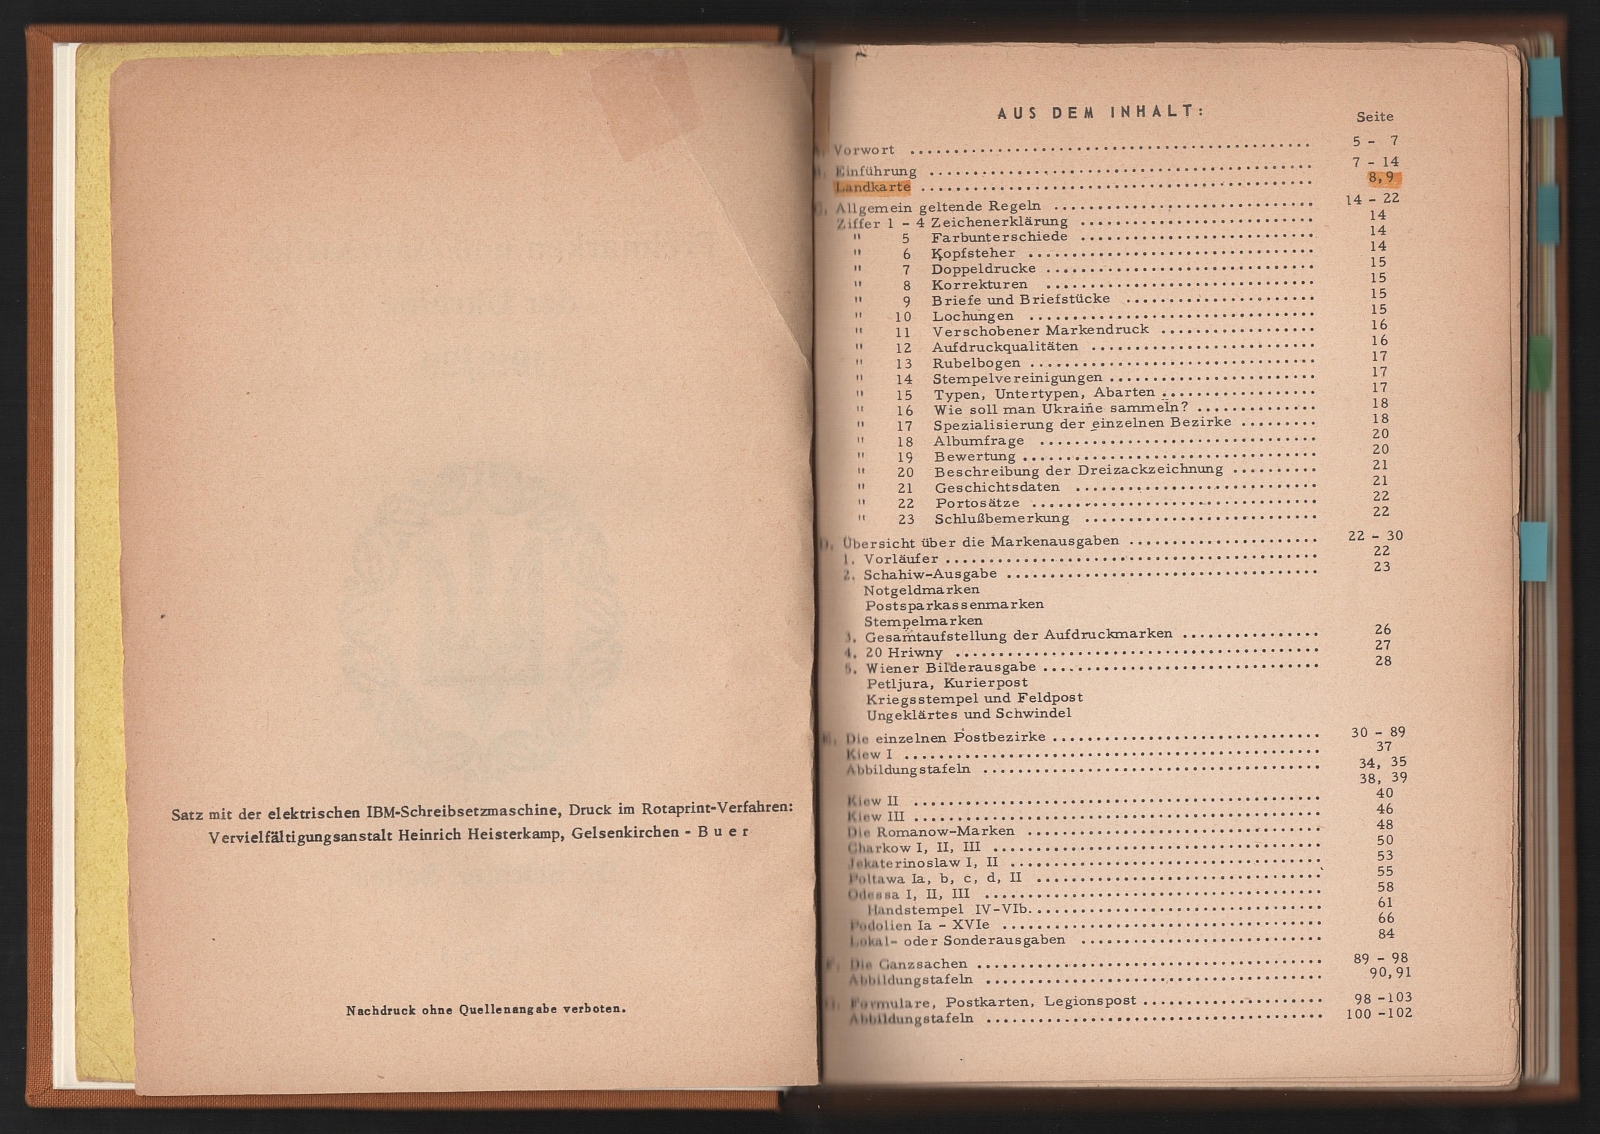 Satz mit der elektrischen IBM-Schreibsetzmaschine, Druck im Rotaprint-Verfahren:
Vervielfältigungsanstalt Heinrich Heisterkamp, Gelsenkirchen - B u e r
Nachdruck ohne Quellenangabe verboten.
AUS DEM INHALT:
Seite
A. Vorwort 5 - 7
B. Einführung 7 - 14
Landkarte 8,9
C. Allgemein geltende Regeln 14 - 22
Ziffer 1 - 4 Zeichenerklärung 14
" 5 Farbunterschiede 14
" 6 Kopfsteher 14
" 7 Doppeldrucke 15
" 8 Korrekturen 15
" 9 Briefe und Briefstücke 15
" 10 Lochungen 15
" 11 Verschobener Markendruck 16
" 12 Aufdruckqualitäten 16
" 13 Rubelbogen 17
" 14 Stempelvereinigungen 17
" 15 Typen, Untertypen, Abarten 17
" 16 Wie soll man Ukraine sammeln? 18
" 17 Spezialisierung der einzelnen Bezirke 18
" 18 Albumfrage 20
" 19 Bewertung 20
" 20 Beschreibung der Dreizackzeichnung 21
" 21 Geschichtsdaten 21
" 22 Portosätze 22
" 23 Schlußbemerkung 22
D. Übersicht über die Markenausgaben 22 - 30
1. Vorläufer 22
2. Schahiw-Ausgabe 23
Notgeldmarken
Postsparkassenmarken
Stempelmarken
3. Gesamtaufstellung der Aufdruckmarken 26
4. 20 Hriwny 27
5. Wiener Bilderausgabe 28
Petljura, Kurierpost
Kriegsstempel und Feldpost
Ungeklärtes und Schwindel
E. Die einzelnen Postbezirke 30 - 89
Kiew I 37
Abbildungstafeln 34, 35
38, 39
Kiew II 40
Kiew III 46
Die Romanow-Marken 48
Charkow I, II, III 50
Jekaterinoslaw I, II 53
Poltawa Ia, b, c, d, II 55
Odessa I, II, III 58
Handstempel IV-VIb. 61
Podolien Ia - XVIe 66
Lokal- oder Sonderausgaben 84
F. Die Ganzsachen 89 - 98
Abbildungstafeln 90,91
G. Formulare, Postkarten, Legionspost 98 -103
Abbildungstafeln 100 -102